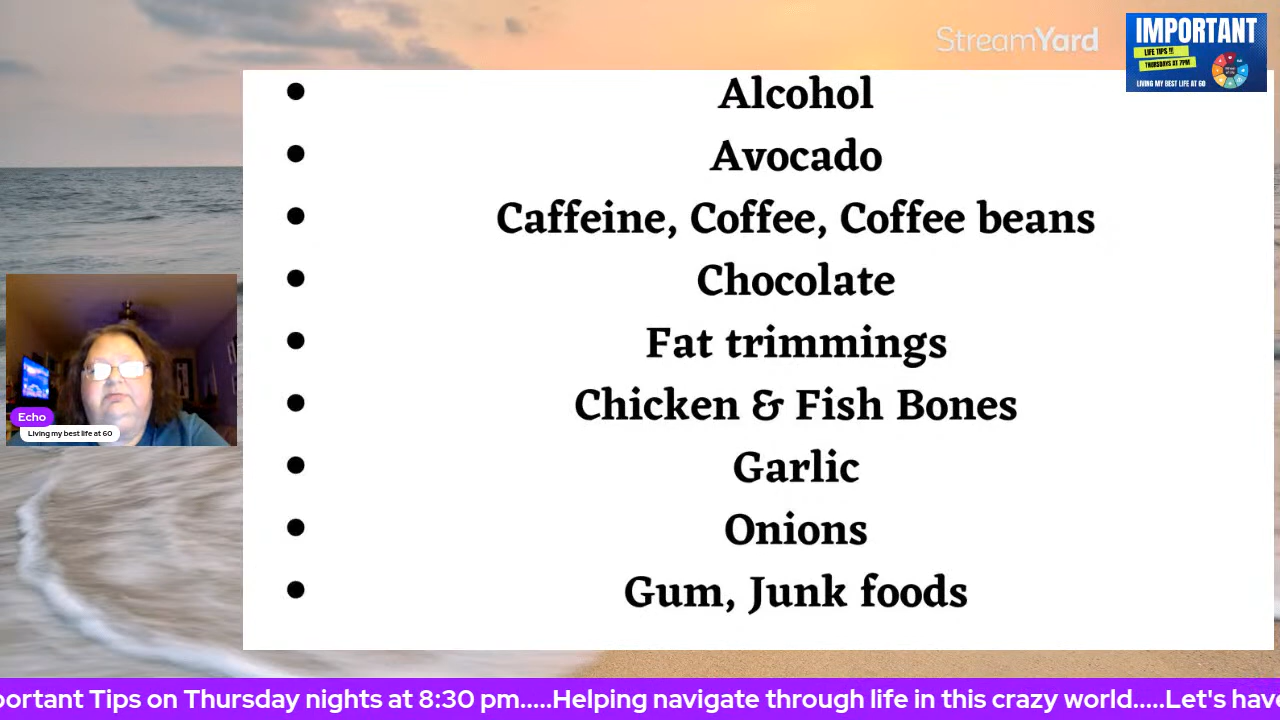 StreamYard
IMPORTANT
LIFE TIPS !!!
THURSDAYS AT 7PM
LIVING MY BEST LIFE AT 60
Alcohol
Avocado
Caffeine, Coffee, Coffee beans
Chocolate
Fat trimmings
Chicken & Fish Bones
Garlic
Onions
Gum, Junk foods
Echo
Living my best life at 60
portant Tips on Thursday nights at 8:30 pm.....Helping navigate through life in this crazy world.....Let's hav